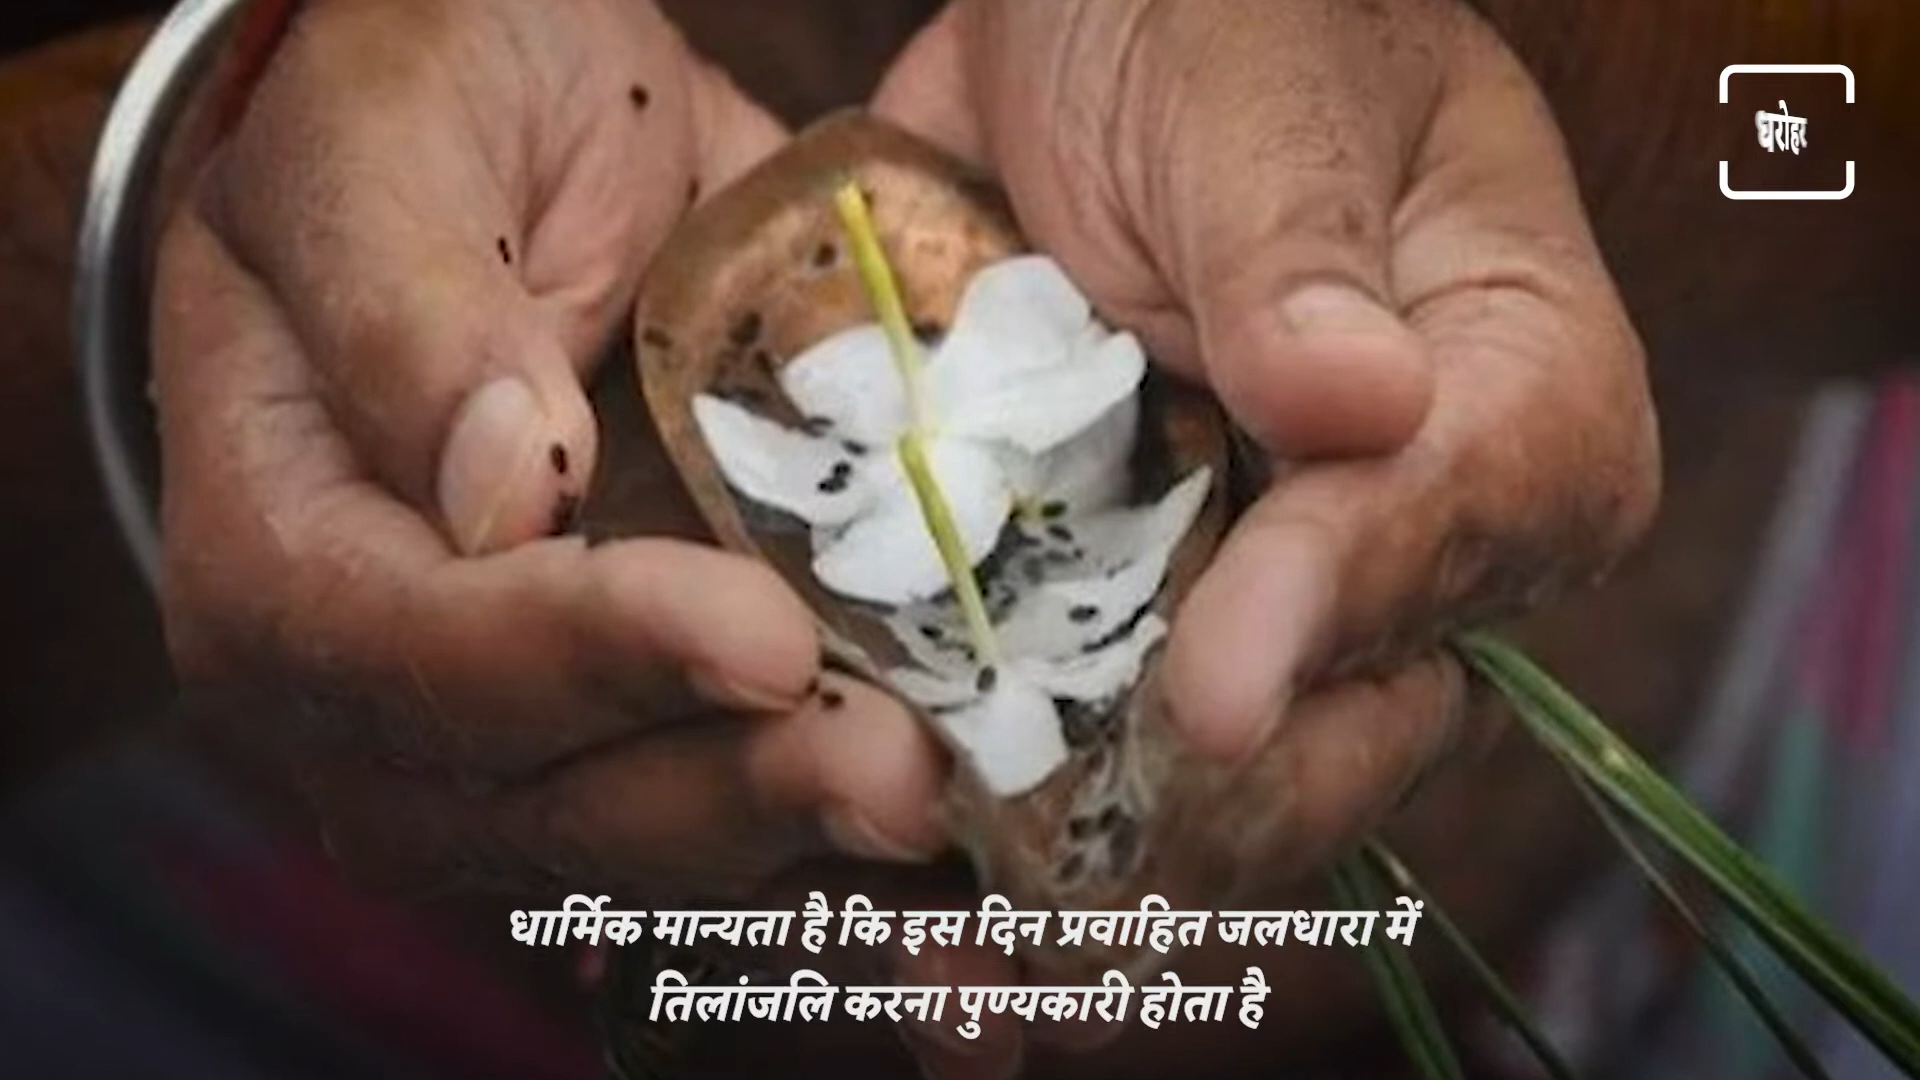 धरोहर
धार्मिक मान्यता है कि इस दिन प्रवाहित जलधारा में
तिलांजलि करना पुण्यकारी होता है